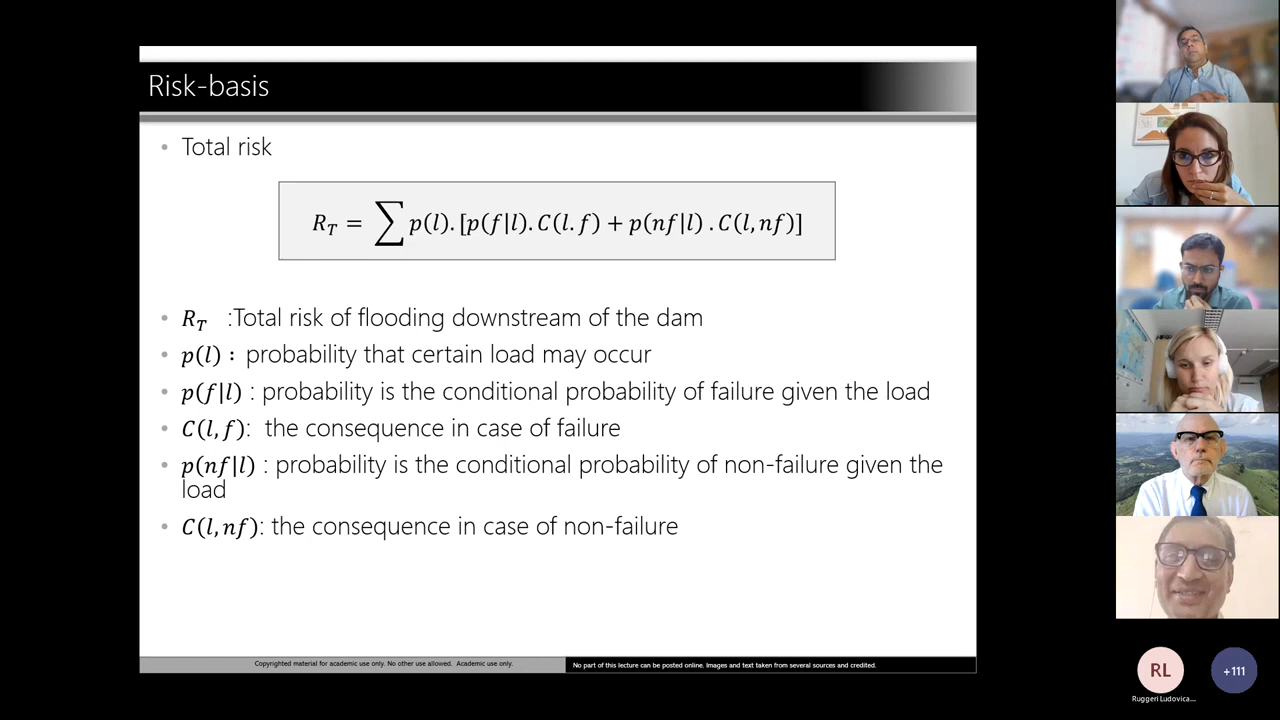 Risk-basis
• Total risk
R_T = ∑ p(l). [p(f|l). C(l. f) + p(nf|l) . C(l, nf)]
• R_T :Total risk of flooding downstream of the dam
• p(l) : probability that certain load may occur
• p(f|l) : probability is the conditional probability of failure given the load
• C(l, f): the consequence in case of failure
• p(nf|l) : probability is the conditional probability of non-failure given the
load
• C(l, nf): the consequence in case of non-failure
Copyrighted material for academic use only. No other use allowed. Academic use only.
No part of this lecture can be posted online. Images and text taken from several sources and credited.
RL
+111
Ruggeri Ludovica...